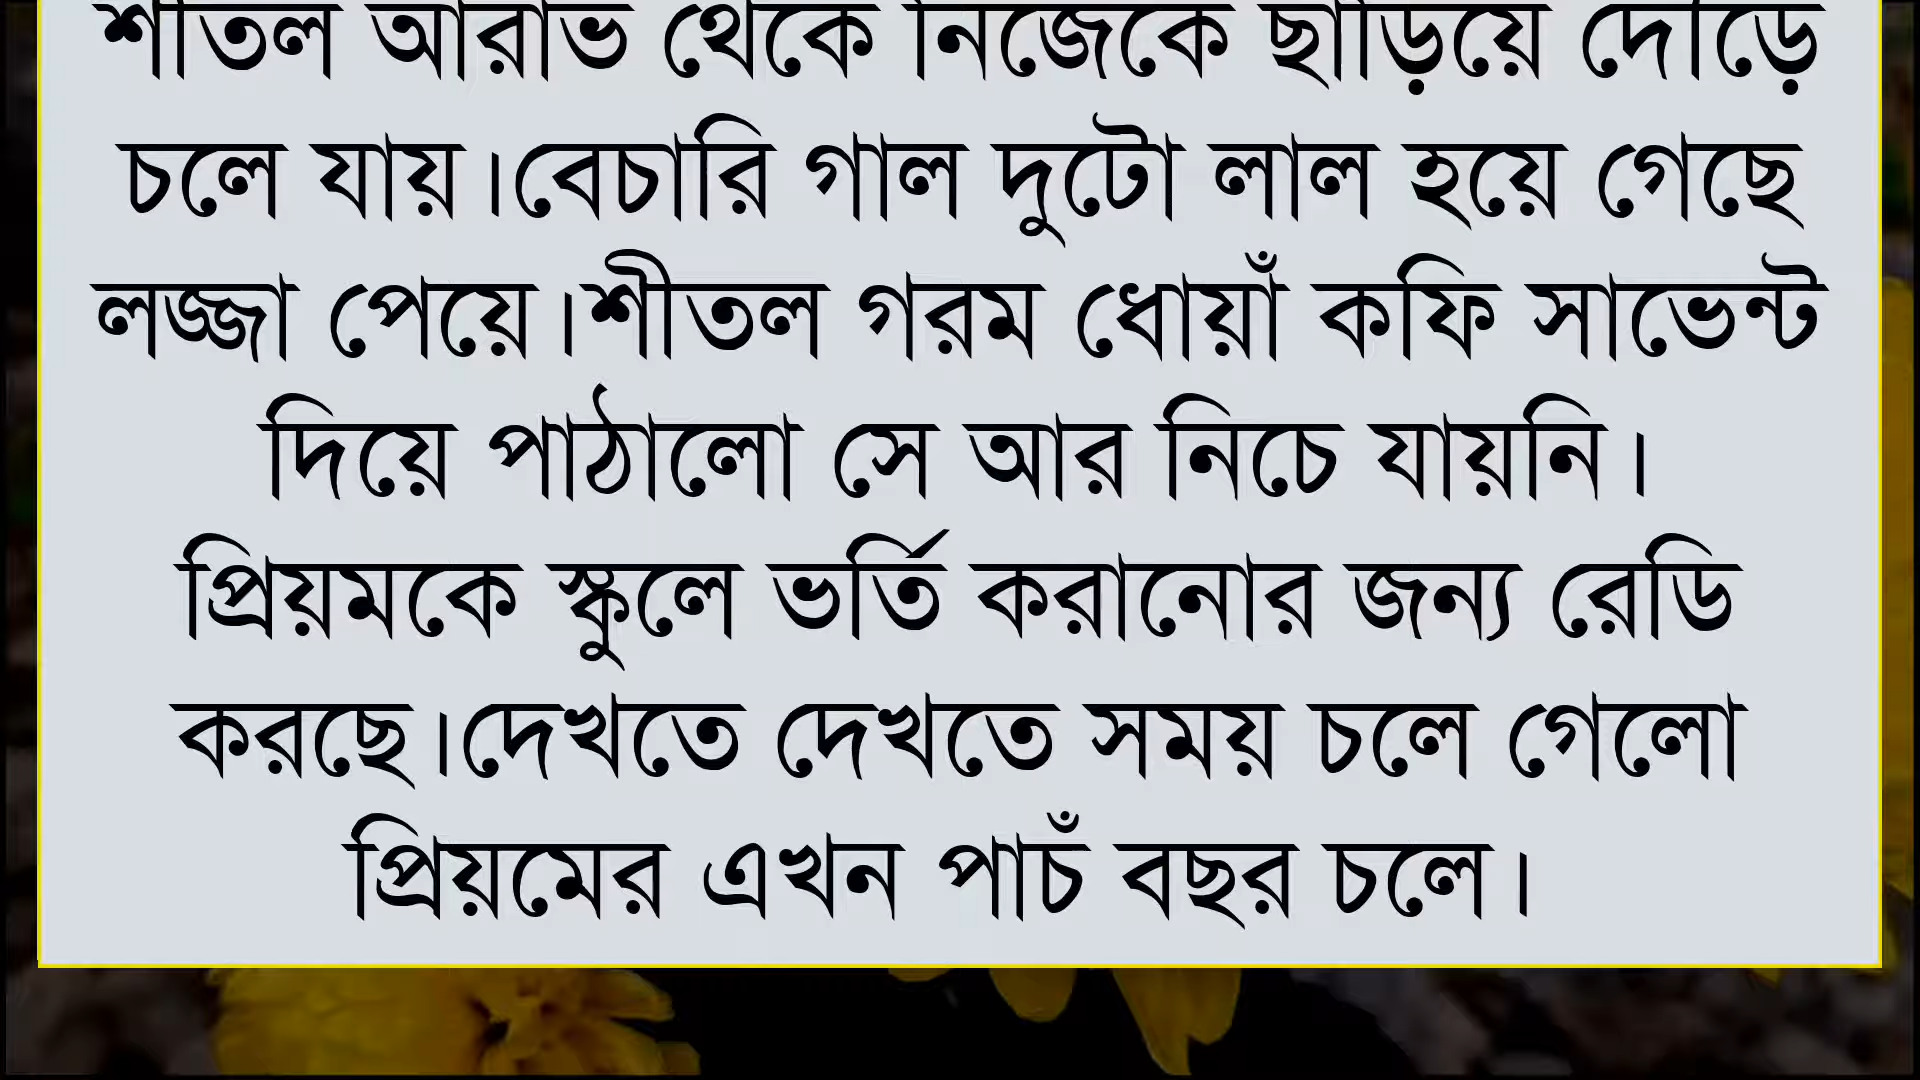 শীতল আরাভ থেকে নিজেকে ছাড়িয়ে দৌড়ে
চলে যায়।বেচারি গাল দুটো লাল হয়ে গেছে
লজ্জা পেয়ে।শীতল গরম ধোয়াঁ কফি সাভেন্ট
দিয়ে পাঠালো সে আর নিচে যায়নি।
প্রিয়মকে স্কুলে ভর্তি করানোর জন্য রেডি
করছে।দেখতে দেখতে সময় চলে গেলো
প্রিয়মের এখন পাচঁ বছর চলে।